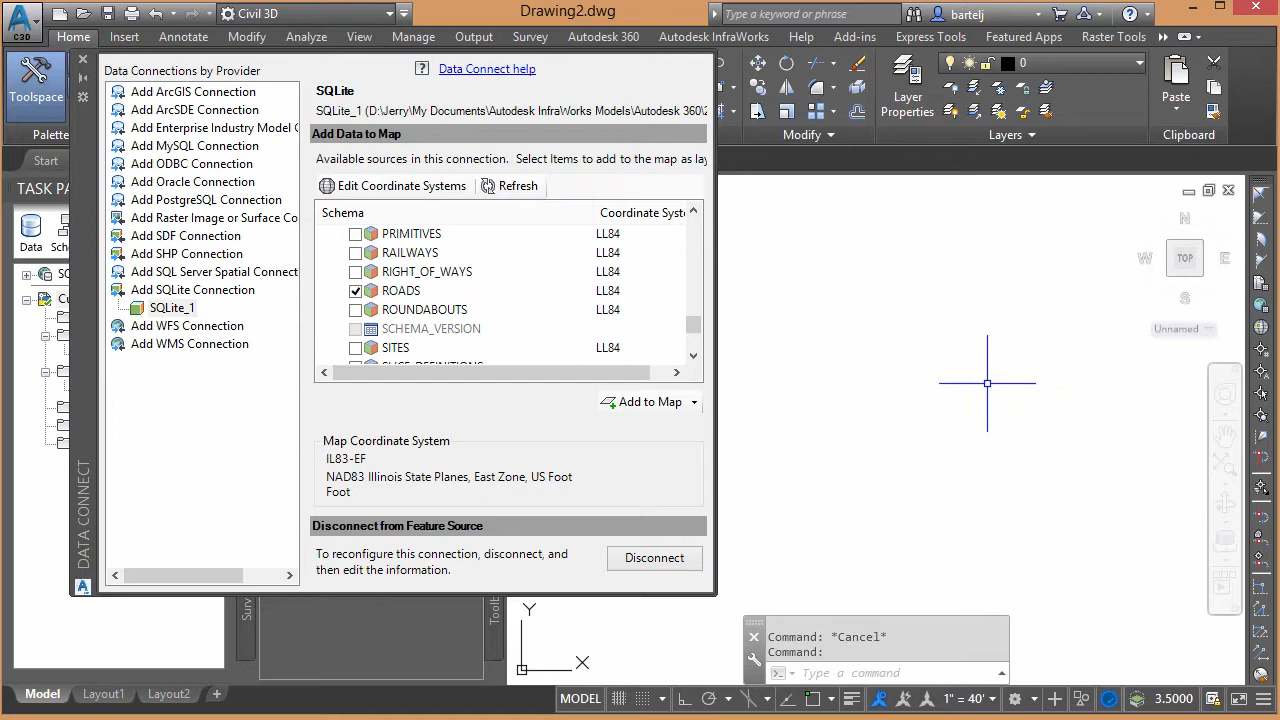 Civil 3D
Drawing2.dwg
Type a keyword or phrase
bartelj
C3D
Home Insert Annotate Modify Analyze View Manage Output Survey Autodesk 360 Autodesk InfraWorks Help Add-ins Express Tools Featured Apps Raster Tools
Toolspace
Palette
Layer
Properties
0
Paste
Modify
Layers
Clipboard
Start
TASK PA
Data
Sch
SQ
Cu
DATA CONNECT
Data Connections by Provider
Add ArcGIS Connection
Add ArcSDE Connection
Add Enterprise Industry Model C
Add MySQL Connection
Add ODBC Connection
Add Oracle Connection
Add PostgreSQL Connection
Add Raster Image or Surface Co
Add SDF Connection
Add SHP Connection
Add SQL Server Spatial Connect
Add SQLite Connection
SQLite_1
Add WFS Connection
Add WMS Connection
Data Connect help
SQLite
SQLite_1 (D:\Jerry\My Documents\Autodesk InfraWorks Models\Autodesk 360\2
Add Data to Map
Available sources in this connection. Select Items to add to the map as lay
Edit Coordinate Systems Refresh
Schema Coordinate Syste
PRIMITIVES LL84
RAILWAYS LL84
RIGHT_OF_WAYS LL84
ROADS LL84
ROUNDABOUTS LL84
SCHEMA_VERSION
SITES LL84
Add to Map
Map Coordinate System
IL83-EF
NAD83 Illinois State Planes, East Zone, US Foot
Foot
Disconnect from Feature Source
To reconfigure this connection, disconnect, and
then edit the information.
Disconnect
Surv
Toolb
N
W TOP E
S
Unnamed
Y
X
Command: *Cancel*
Command:
Type a command
Model Layout1 Layout2 +
MODEL
1" = 40'
3.5000